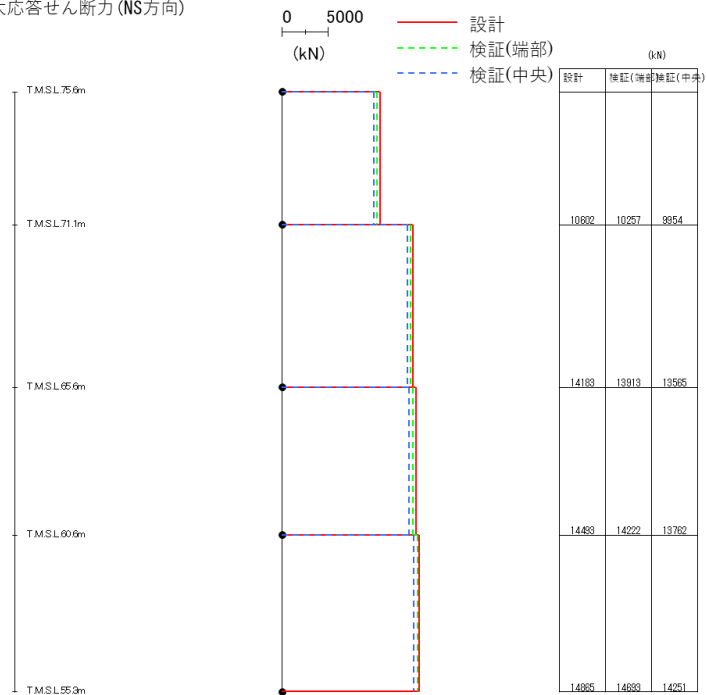 大応答せん断力(NS方向)
0 5000
(kN)
設計
検証(端部)
検証(中央)
(kN)
設計 検証(端部) 検証(中央)
T.M.S.L.75.6m
T.M.S.L.71.1m
10602 10257 9954
T.M.S.L.65.6m
14183 13913 13565
T.M.S.L.60.6m
14493 14222 13762
T.M.S.L.55.3m
14865 14693 14251